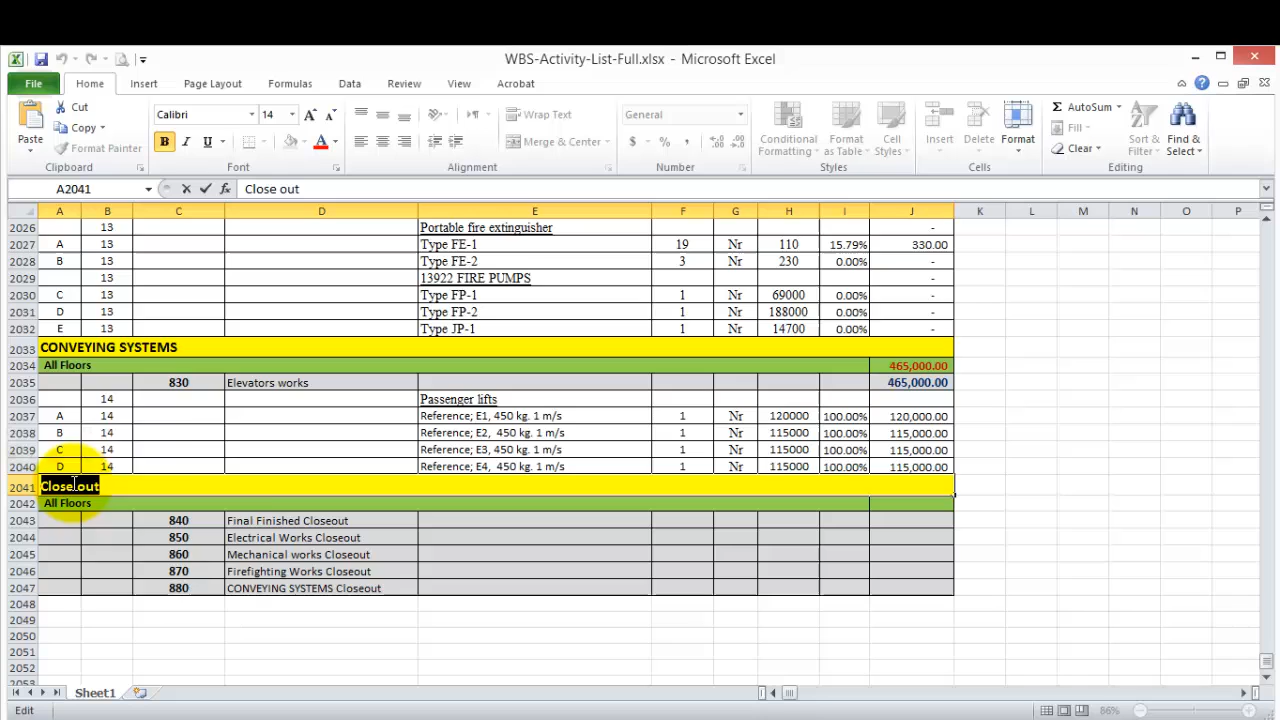 WBS-Activity-List-Full.xlsx - Microsoft Excel
File Home Insert Page Layout Formulas Data Review View Acrobat
Paste Cut Copy Format Painter Clipboard
Calibri 14 B I U A Font
Wrap Text Merge & Center Alignment
General $ % , Number
Conditional Formatting Format as Table Cell Styles Styles
Insert Delete Format Cells
Σ AutoSum Fill Clear Sort & Filter Find & Select Editing
A2041 fx Close out
A B C D E F G H I J K L M N O P
2026 13 Portable fire extinguisher -
2027 A 13 Type FE-1 19 Nr 110 15.79% 330.00
2028 B 13 Type FE-2 3 Nr 230 0.00% -
2029 13 13922 FIRE PUMPS -
2030 C 13 Type FP-1 1 Nr 69000 0.00% -
2031 D 13 Type FP-2 1 Nr 188000 0.00% -
2032 E 13 Type JP-1 1 Nr 14700 0.00% -
2033 CONVEYING SYSTEMS
2034 All Floors 465,000.00
2035 830 Elevators works 465,000.00
2036 14 Passenger lifts
2037 A 14 Reference; E1, 450 kg. 1 m/s 1 Nr 120000 100.00% 120,000.00
2038 B 14 Reference; E2, 450 kg. 1 m/s 1 Nr 115000 100.00% 115,000.00
2039 C 14 Reference; E3, 450 kg. 1 m/s 1 Nr 115000 100.00% 115,000.00
2040 D 14 Reference; E4, 450 kg. 1 m/s 1 Nr 115000 100.00% 115,000.00
2041 Close out
2042 All Floors
2043 840 Final Finished Closeout
2044 850 Electrical Works Closeout
2045 860 Mechanical works Closeout
2046 870 Firefighting Works Closeout
2047 880 CONVEYING SYSTEMS Closeout
2048
2049
2050
2051
2052
2053
Sheet1
Edit 86%